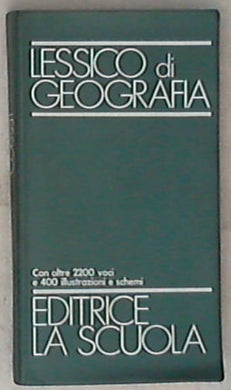 LESSICO di
GEOGRAFIA
Con oltre 2200 voci
e 400 illustrazioni e schemi
EDITRICE
LA SCUOLA